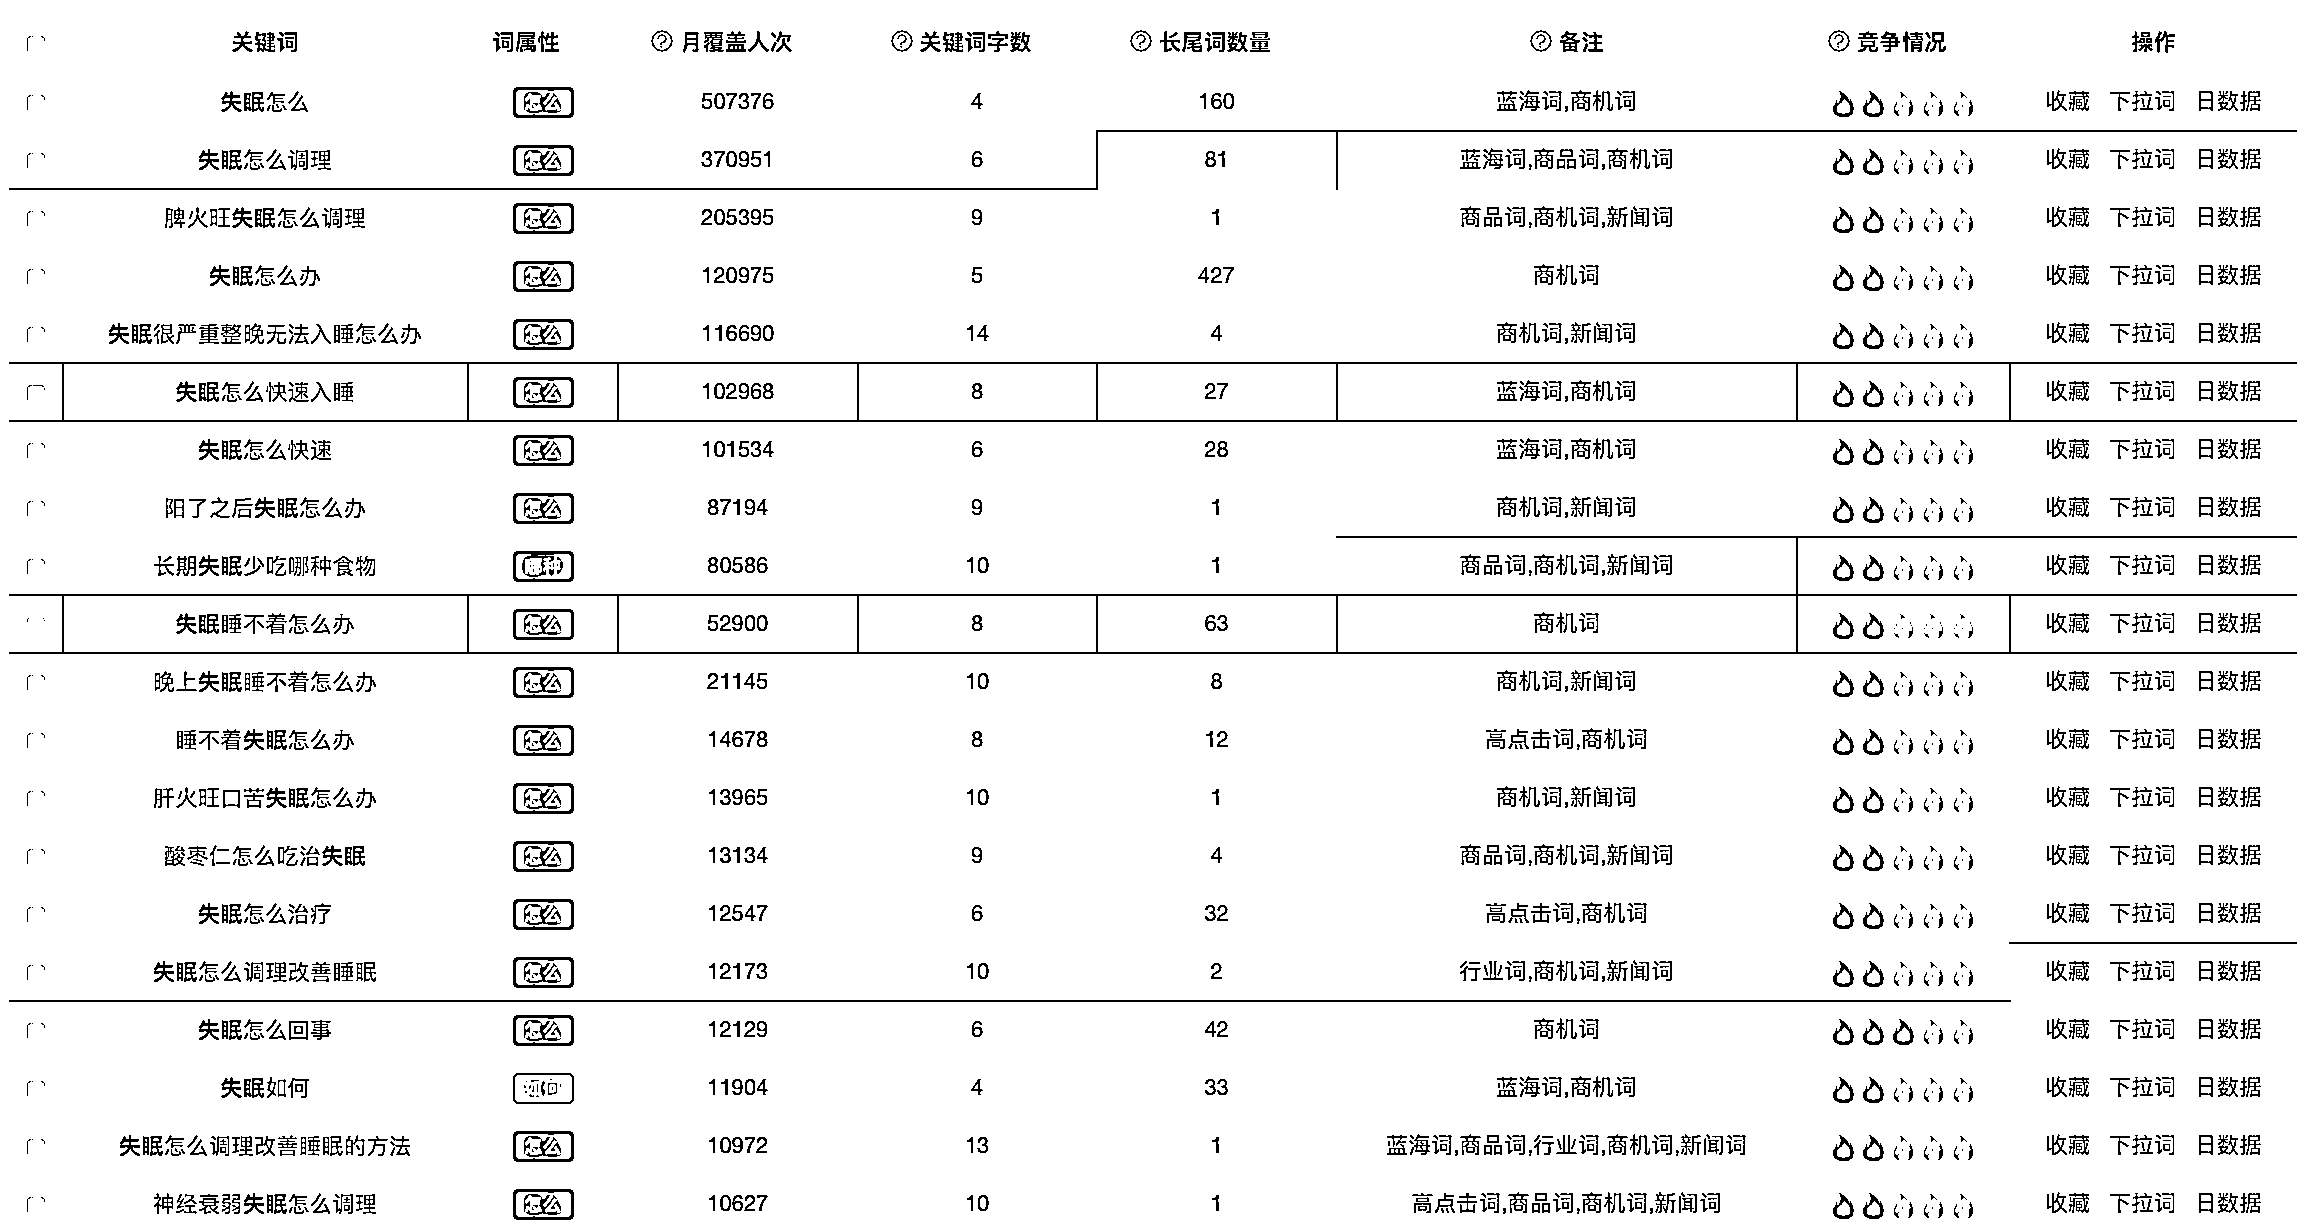 关键词 词属性 ? 月覆盖人次 ? 关键词字数 ? 长尾词数量 ? 备注 ? 竞争情况 操作
失眠怎么 怎么 507376 4 160 蓝海词,商机词 收藏 下拉词 日数据
失眠怎么调理 怎么 370951 6 81 蓝海词,商品词,商机词 收藏 下拉词 日数据
脾火旺失眠怎么调理 怎么 205395 9 1 商品词,商机词,新闻词 收藏 下拉词 日数据
失眠怎么办 怎么 120975 5 427 商机词 收藏 下拉词 日数据
失眠很严重整晚无法入睡怎么办 怎么 116690 14 4 商机词,新闻词 收藏 下拉词 日数据
失眠怎么快速入睡 怎么 102968 8 27 蓝海词,商机词 收藏 下拉词 日数据
失眠怎么快速 怎么 101534 6 28 蓝海词,商机词 收藏 下拉词 日数据
阳了之后失眠怎么办 怎么 87194 9 1 商机词,新闻词 收藏 下拉词 日数据
长期失眠少吃哪种食物 哪种 80586 10 1 商品词,商机词,新闻词 收藏 下拉词 日数据
失眠睡不着怎么办 怎么 52900 8 63 商机词 收藏 下拉词 日数据
晚上失眠睡不着怎么办 怎么 21145 10 8 商机词,新闻词 收藏 下拉词 日数据
睡不着失眠怎么办 怎么 14678 8 12 高点击词,商机词 收藏 下拉词 日数据
肝火旺口苦失眠怎么办 怎么 13965 10 1 商机词,新闻词 收藏 下拉词 日数据
酸枣仁怎么吃治失眠 怎么 13134 9 4 商品词,商机词,新闻词 收藏 下拉词 日数据
失眠怎么治疗 怎么 12547 6 32 高点击词,商机词 收藏 下拉词 日数据
失眠怎么调理改善睡眠 怎么 12173 10 2 行业词,商机词,新闻词 收藏 下拉词 日数据
失眠怎么回事 怎么 12129 6 42 商机词 收藏 下拉词 日数据
失眠如何 如何 11904 4 33 蓝海词,商机词 收藏 下拉词 日数据
失眠怎么调理改善睡眠的方法 怎么 10972 13 1 蓝海词,商品词,行业词,商机词,新闻词 收藏 下拉词 日数据
神经衰弱失眠怎么调理 怎么 10627 10 1 高点击词,商品词,商机词,新闻词 收藏 下拉词 日数据